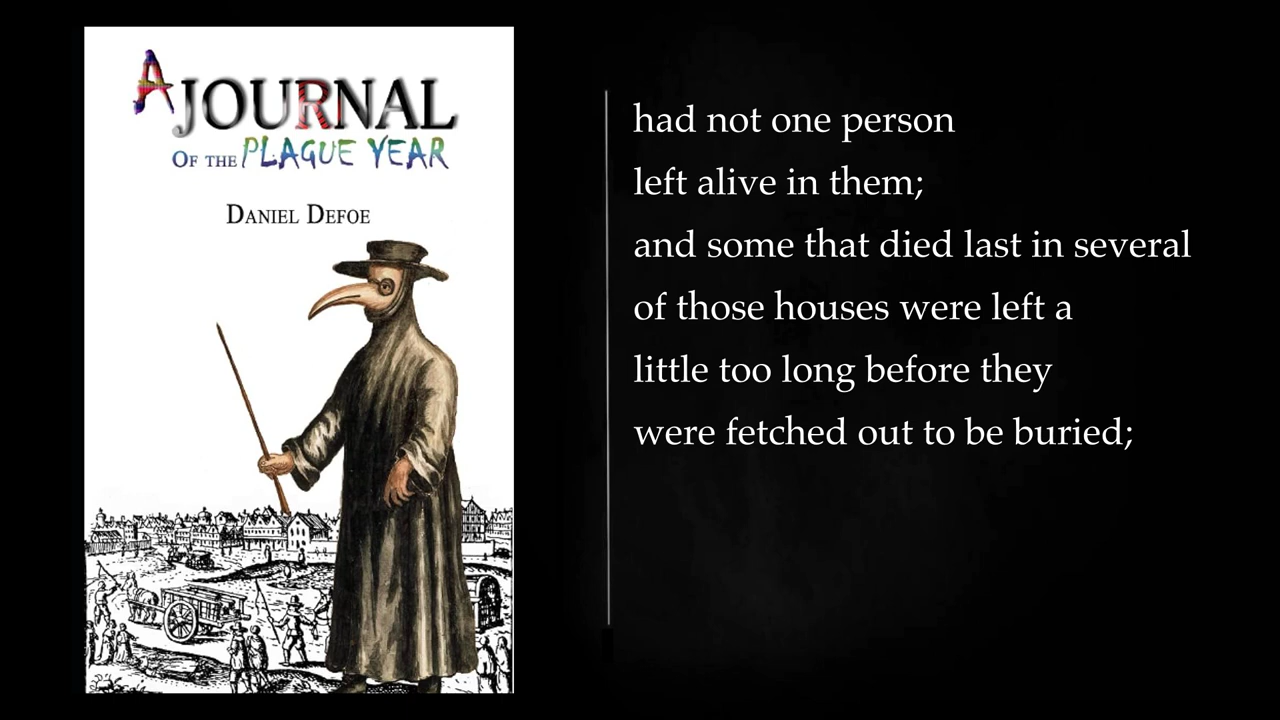 A JOURNAL
OF THE PLAGUE YEAR
DANIEL DEFOE
had not one person
left alive in them;
and some that died last in several
of those houses were left a
little too long before they
were fetched out to be buried;